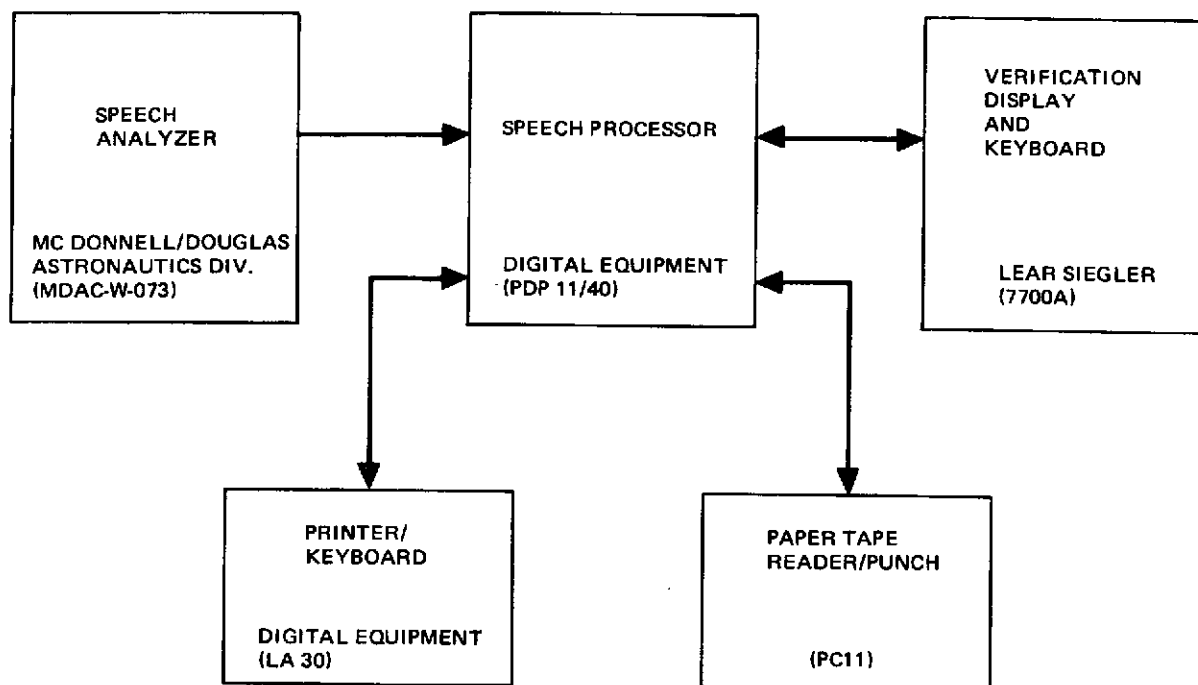 SPEECH
ANALYZER
MC DONNELL/DOUGLAS
ASTRONAUTICS DIV.
(MDAC-W-073)
SPEECH PROCESSOR
DIGITAL EQUIPMENT
(PDP 11/40)
VERIFICATION
DISPLAY
AND
KEYBOARD
LEAR SIEGLER
(7700A)
PRINTER/
KEYBOARD
DIGITAL EQUIPMENT
(LA 30)
PAPER TAPE
READER/PUNCH
(PC11)